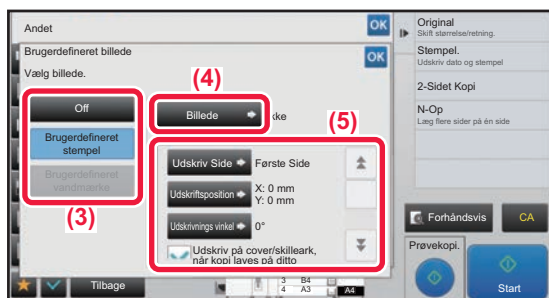 Andet
OK
Original
Skift størrelse/retning.
Brugerdefineret billede
OK
Stempel.
Udskriv dato og stempel
Vælg billede.
(4)
2-Sidet Kopi
Off
Billede
kke
(5)
N-Op
Læg flere sider på én side
Brugerdefineret
stempel
Udskriv Side
Første Side
Brugerdefineret
vandmærke
Udskriftsposition
X: 0 mm
Y: 0 mm
(3)
Udskrivnings vinkel
0°
Forhåndsvis
CA
Udskriv på cover/skilleark,
når kopi laves på ditto
Prøvekopi.
Tilbage
3 B4
4 A3
A4
Start